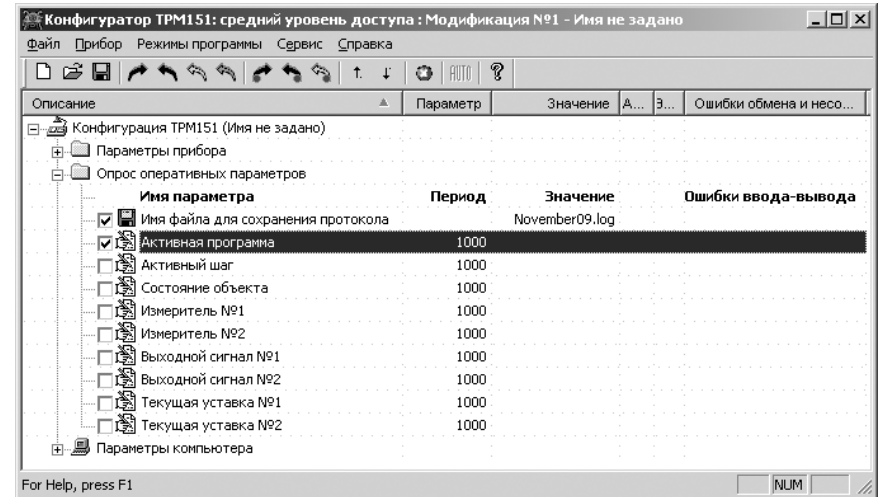 Конфигуратор ТРМ151: средний уровень доступа : Модификация №1 - Имя не задано
Файл Прибор Режимы программы Сервис Справка
AUTO
Описание Параметр Значение А... З... Ошибки обмена и несо...
Конфигурация ТРМ151 (Имя не задано)
Параметры прибора
Опрос оперативных параметров
Имя параметра Период Значение Ошибки ввода-вывода
Имя файла для сохранения протокола November09.log
Активная программа 1000
Активный шаг 1000
Состояние объекта 1000
Измеритель №1 1000
Измеритель №2 1000
Выходной сигнал №1 1000
Выходной сигнал №2 1000
Текущая уставка №1 1000
Текущая уставка №2 1000
Параметры компьютера
For Help, press F1 NUM